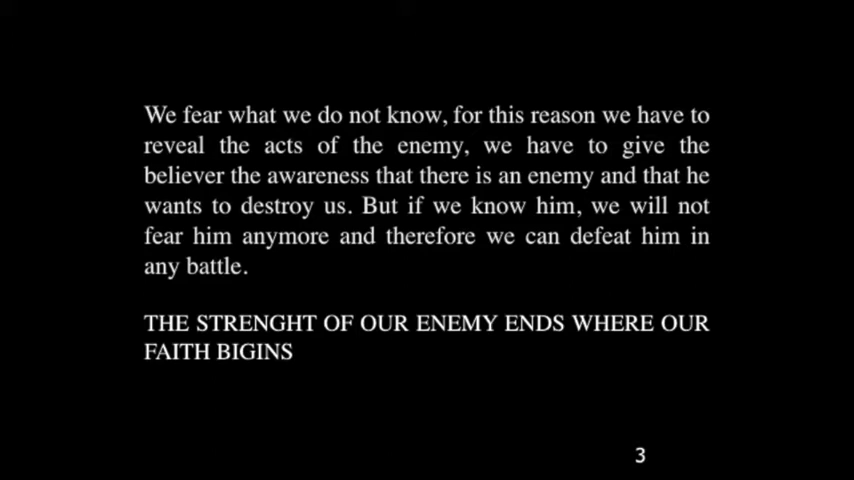 We fear what we do not know, for this reason we have to
reveal the acts of the enemy, we have to give the
believer the awareness that there is an enemy and that he
wants to destroy us. But if we know him, we will not
fear him anymore and therefore we can defeat him in
any battle.
THE STRENGHT OF OUR ENEMY ENDS WHERE OUR
FAITH BIGINS
3